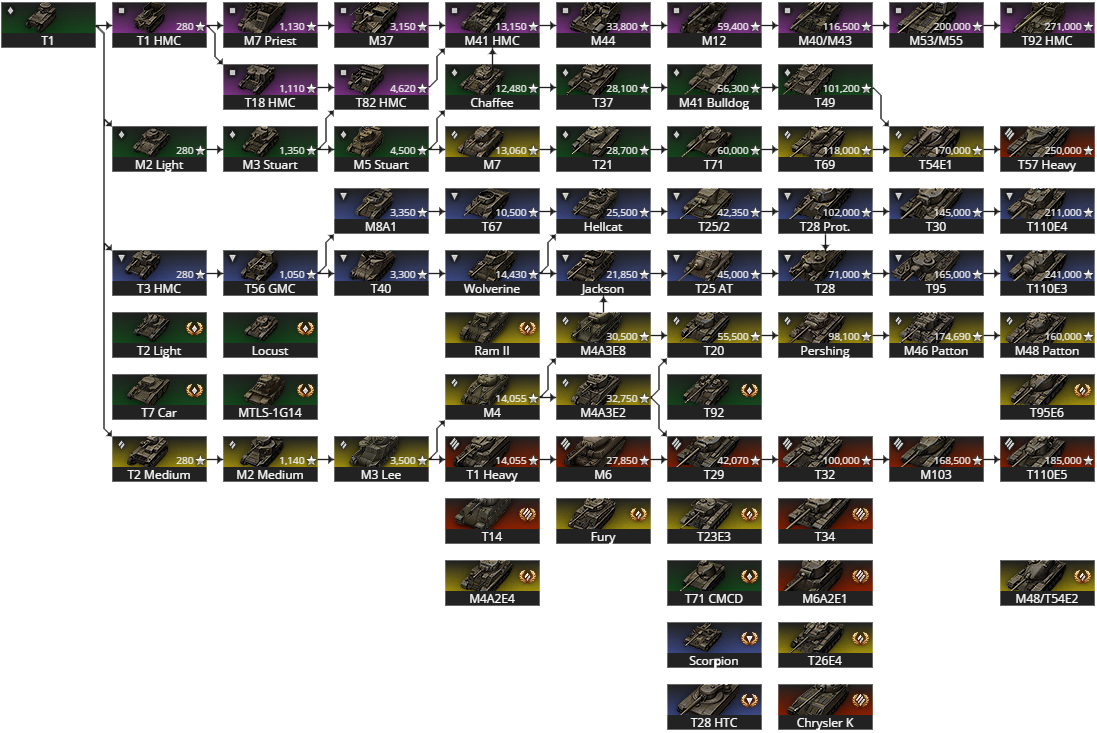 280 1,130 3,150 13,150 33,800 59,400 116,500 200,000 271,000
T1 T1 HMC M7 Priest M37 M41 HMC M44 M12 M40/M43 M53/M55 T92 HMC
1,110 4,620 12,480 28,100 56,300 101,200
T18 HMC T82 HMC Chaffee T37 M41 Bulldog T49
280 1,350 4,500 13,060 28,700 60,000 118,000 170,000 250,000
M2 Light M3 Stuart M5 Stuart M7 T21 T71 T69 T54E1 T57 Heavy
3,350 10,500 25,500 42,350 102,000 145,000 211,000
M8A1 T67 Hellcat T25/2 T28 Prot. T30 T110E4
280 1,050 3,300 14,430 21,850 45,000 71,000 165,000 241,000
T3 HMC T56 GMC T40 Wolverine Jackson T25 AT T28 T95 T110E3
30,500 55,500 98,100 174,690 160,000
T2 Light Locust Ram II M4A3E8 T20 Pershing M46 Patton M48 Patton
14,055 32,750
T7 Car MTLS-1G14 M4 M4A3E2 T92 T95E6
280 1,140 3,500 14,055 27,850 42,070 100,000 168,500 185,000
T2 Medium M2 Medium M3 Lee T1 Heavy M6 T29 T32 M103 T110E5
T14 Fury T23E3 T34
M4A2E4 T71 CMCD M6A2E1 M48/T54E2
Scorpion T26E4
T28 HTC Chrysler K